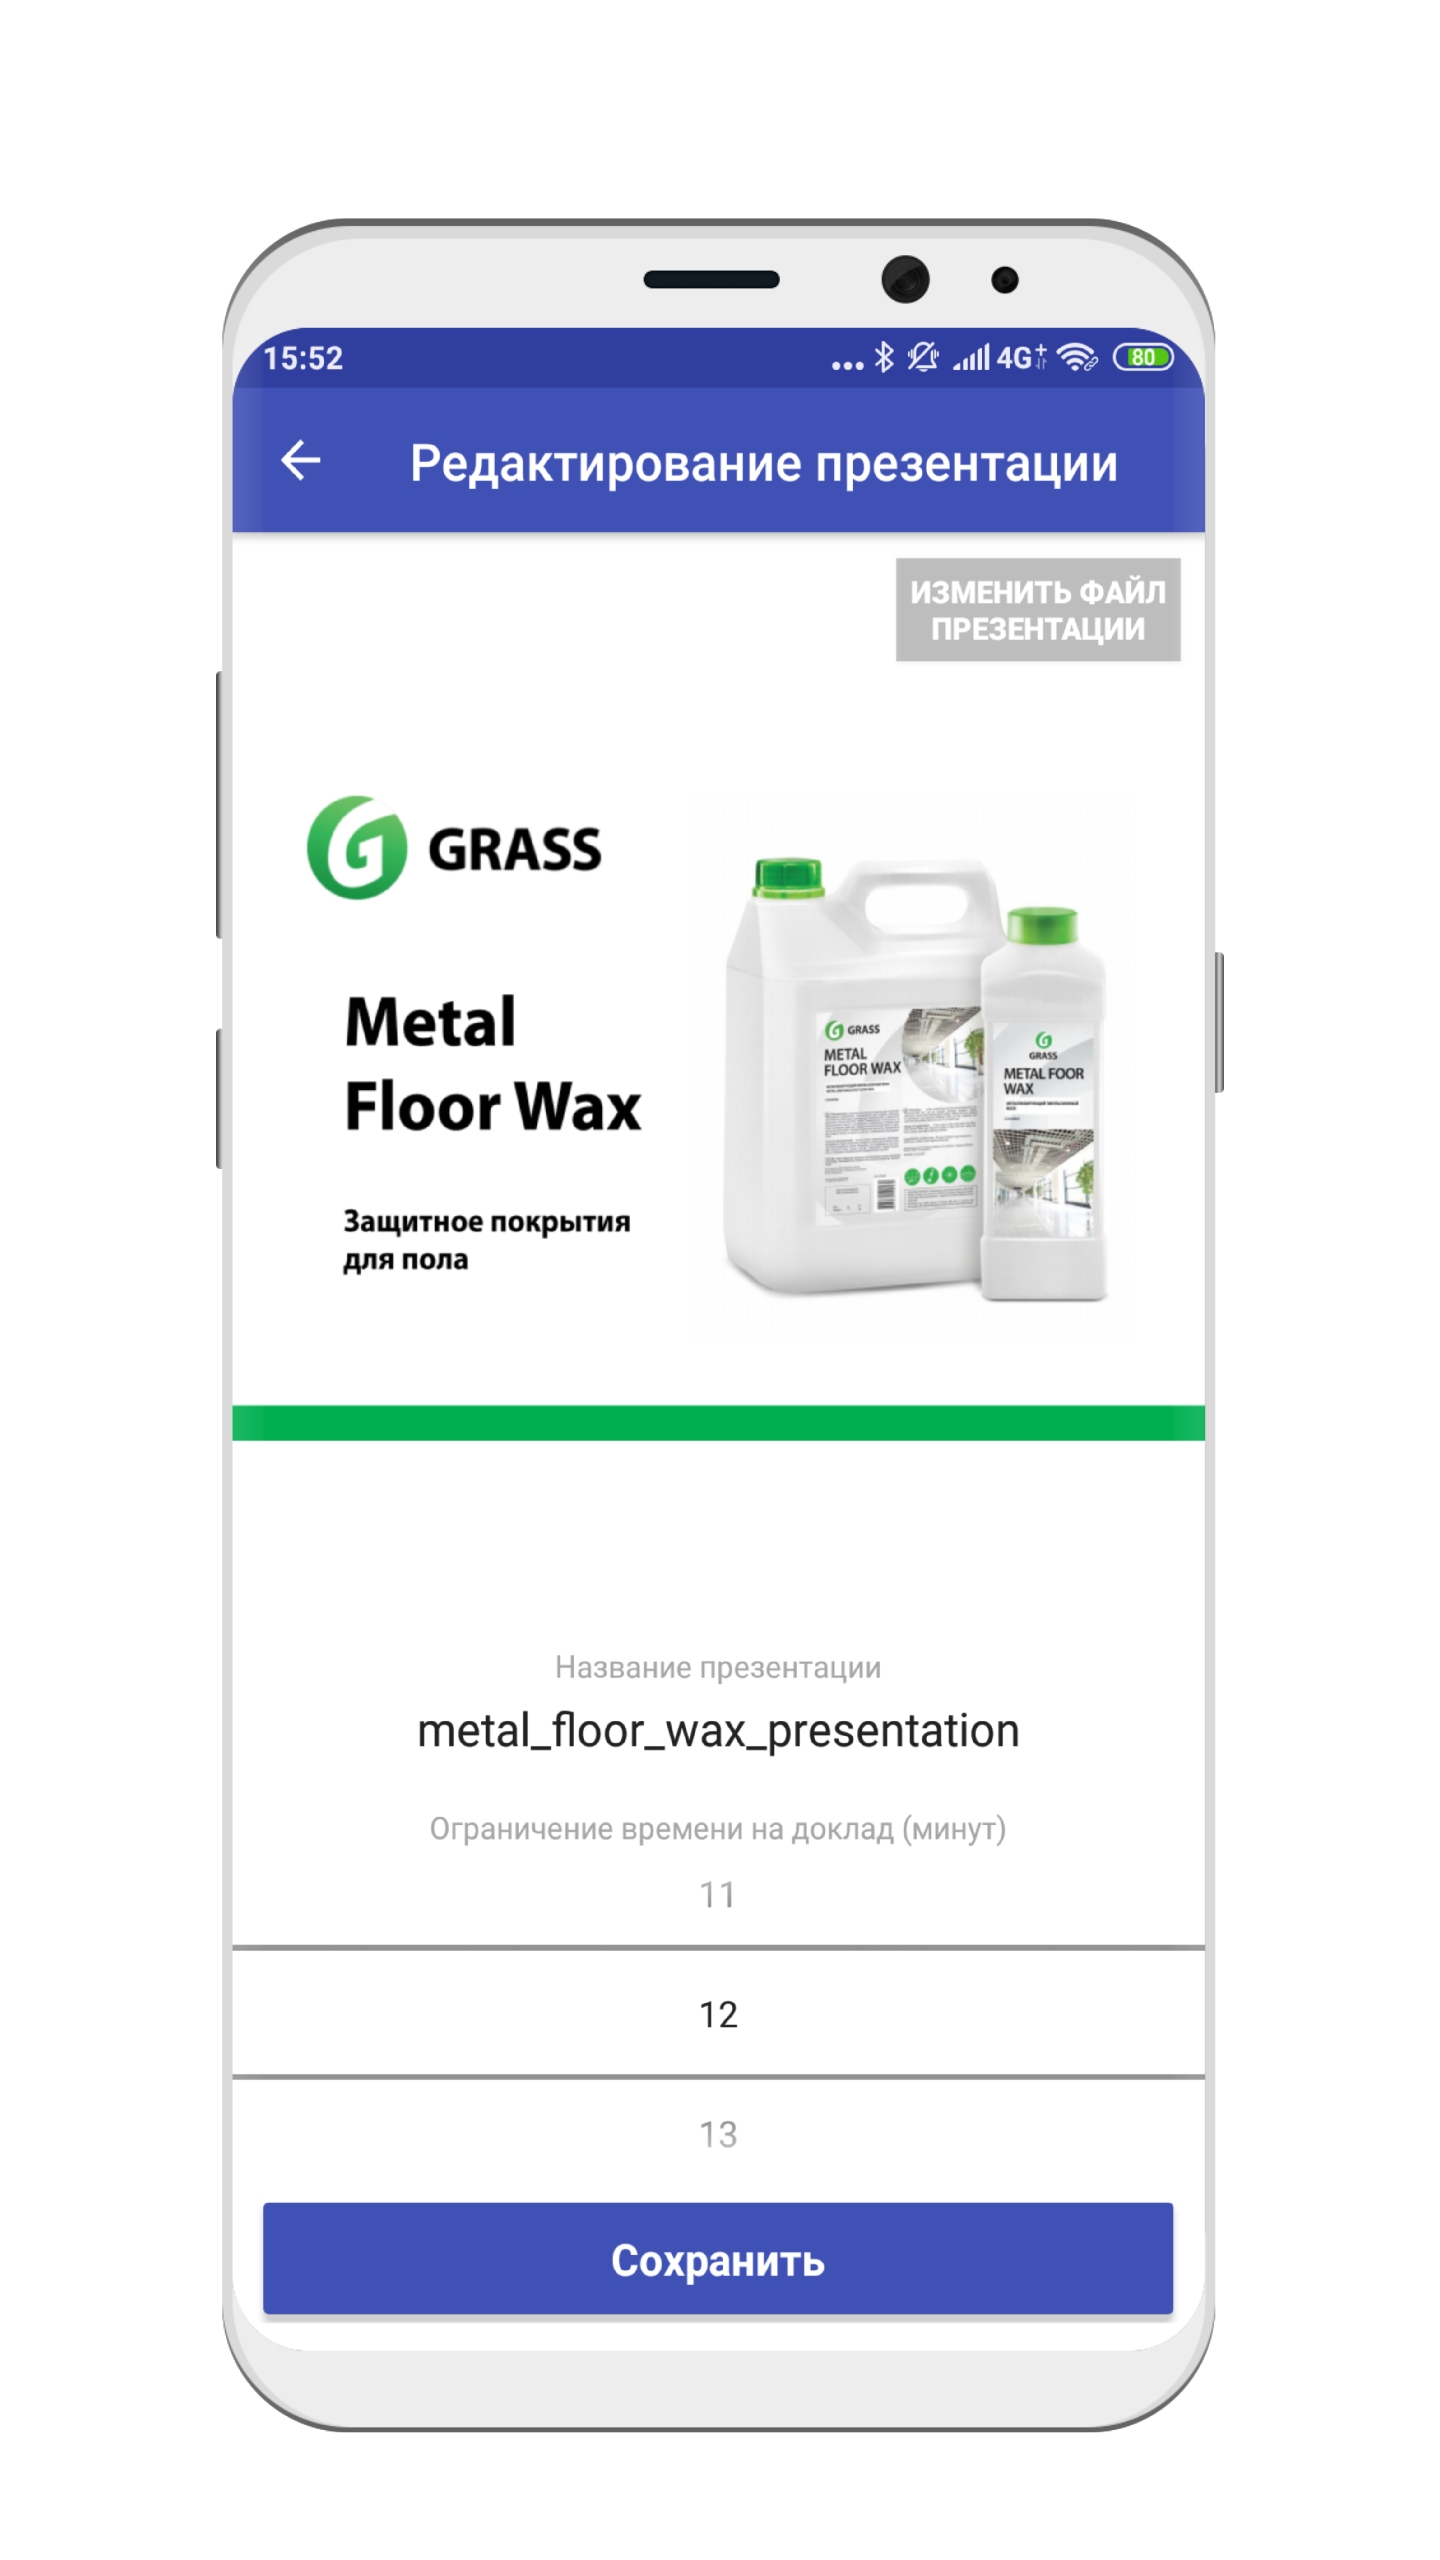 15:52
4G+
80
Редактирование презентации
ИЗМЕНИТЬ ФАЙЛ
ПРЕЗЕНТАЦИИ
GRASS
Metal
Floor Wax
Защитное покрытия
для пола
GRASS
METAL
FLOOR WAX
GRASS
METAL FOOR
WAX
Название презентации
metal_floor_wax_presentation
Ограничение времени на доклад (минут)
11
12
13
Сохранить